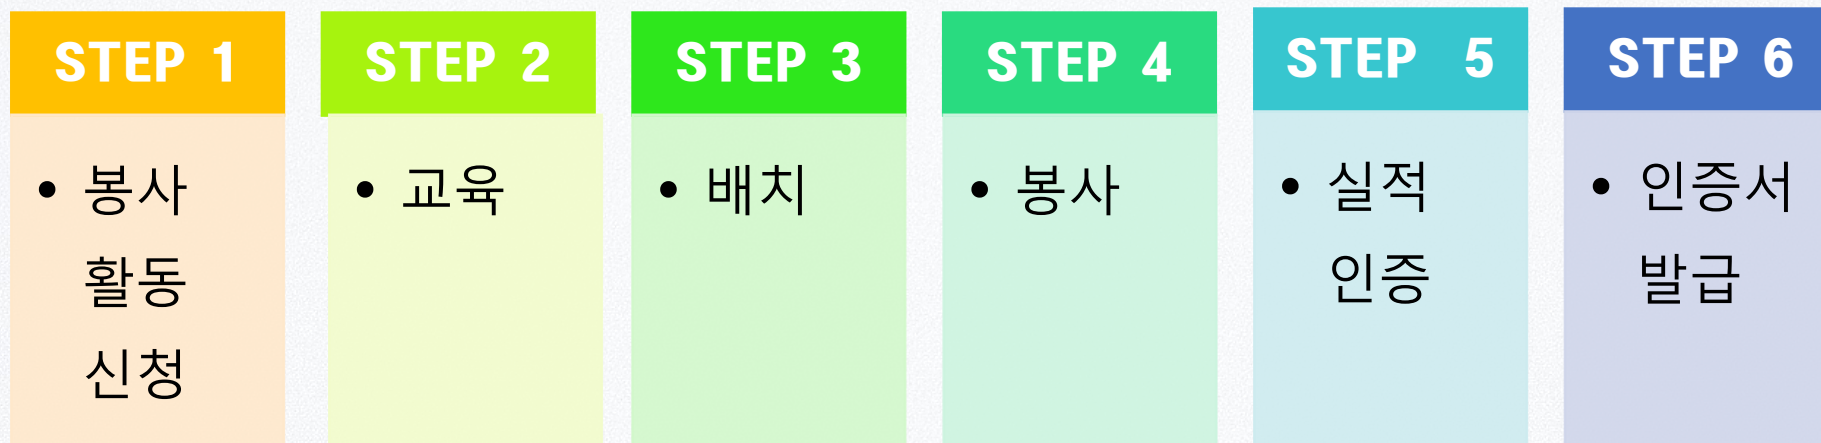 STEP 1
• 봉사
활동
신청
STEP 2
• 교육
STEP 3
• 배치
STEP 4
• 봉사
STEP 5
• 실적
인증
STEP 6
• 인증서
발급